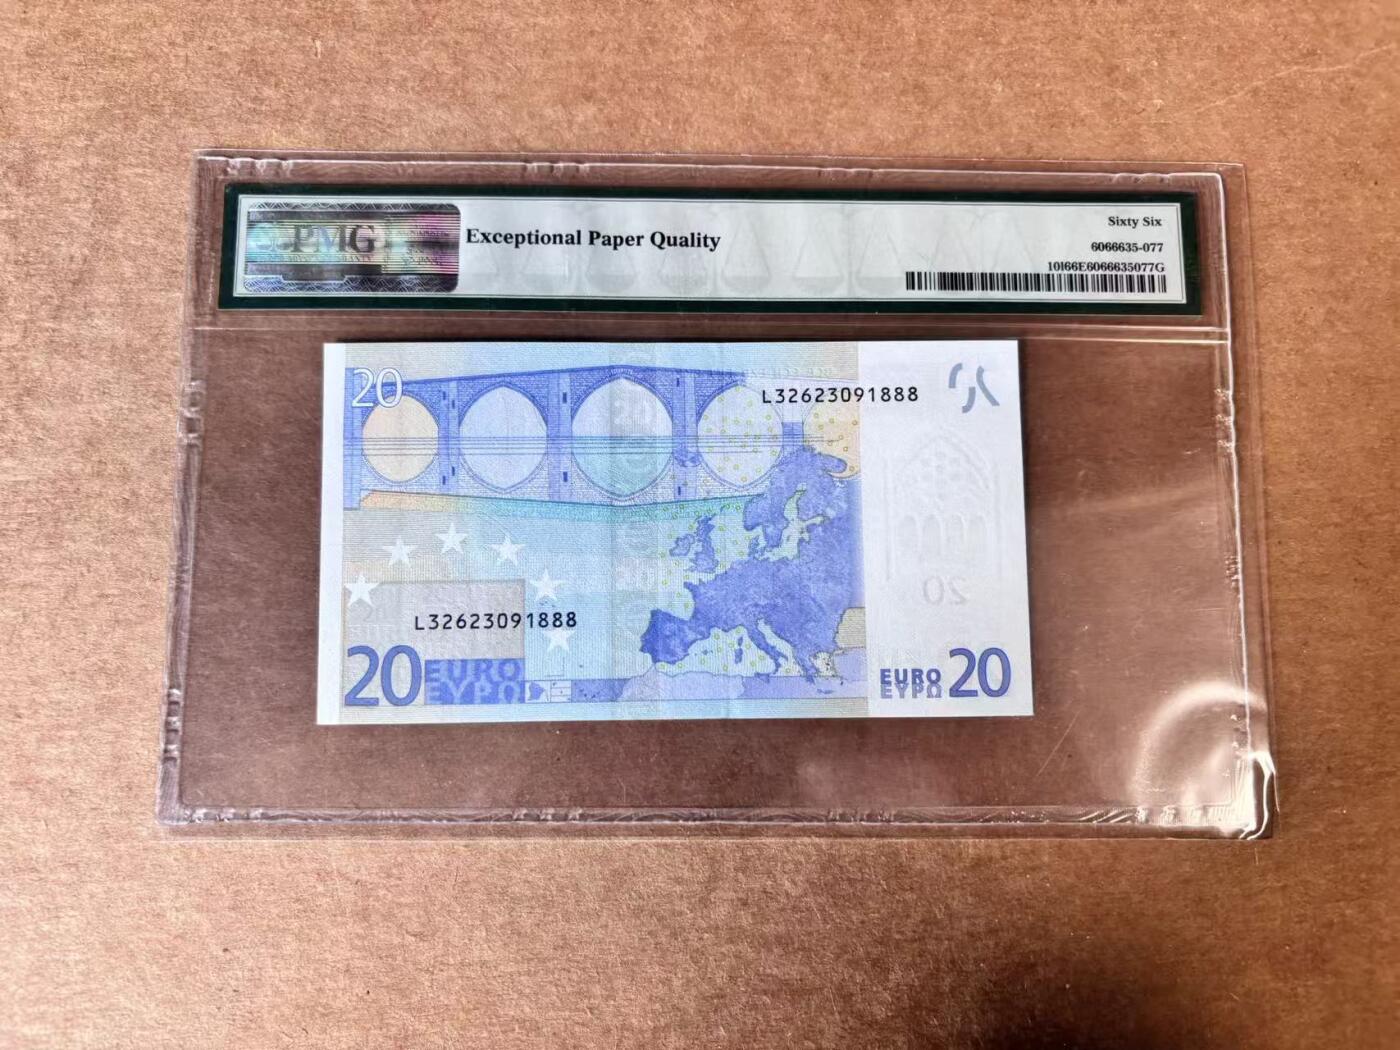 PMG
Exceptional Paper Quality
Sixty Six
6066635-077
10166E6066635077G
20
L32623091888
L32623091888
20 EURO
ΕΥΡΩ
20
EURO 20
ΕΥΡΩ